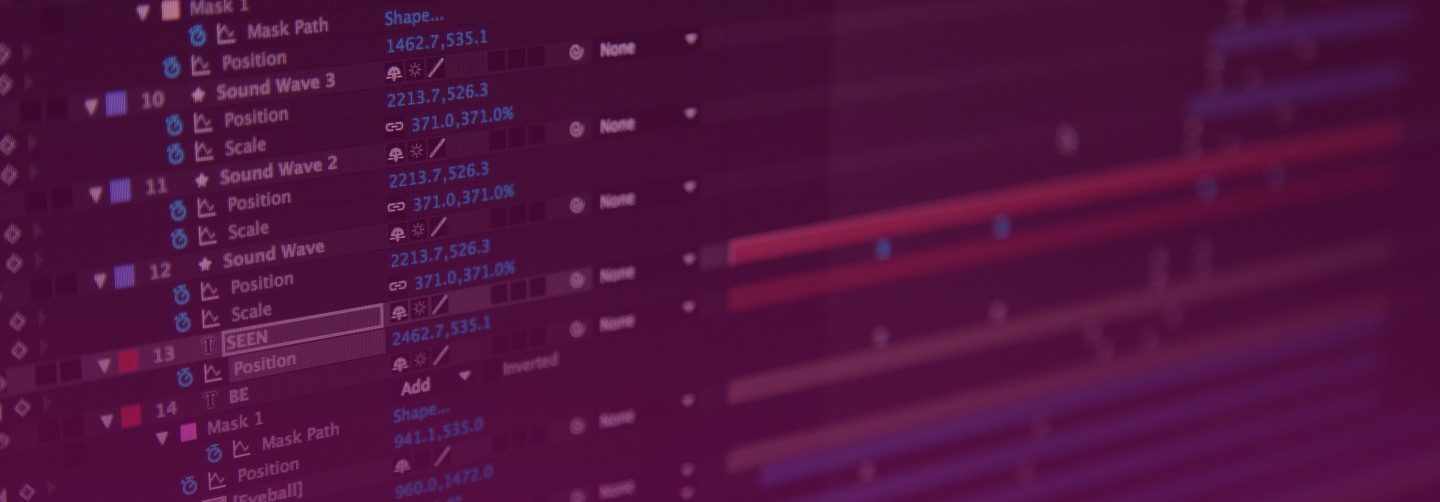 Mask 1
Mask Path Shape...
Position 1462.7,535.1
10 Sound Wave 3 None
Position 2213.7,526.3
Scale 371.0,371.0%
11 Sound Wave 2 None
Position 2213.7,526.3
Scale 371.0,371.0%
12 Sound Wave None
Position 2213.7,526.3
Scale 371.0,371.0%
13 T SEEN None
Position 2462.7,535.1
14 T BE None
Mask 1 Add Inverted
Mask Path Shape...
Position 941.1,535.0
[Eyeball] None
960.0,1472.0